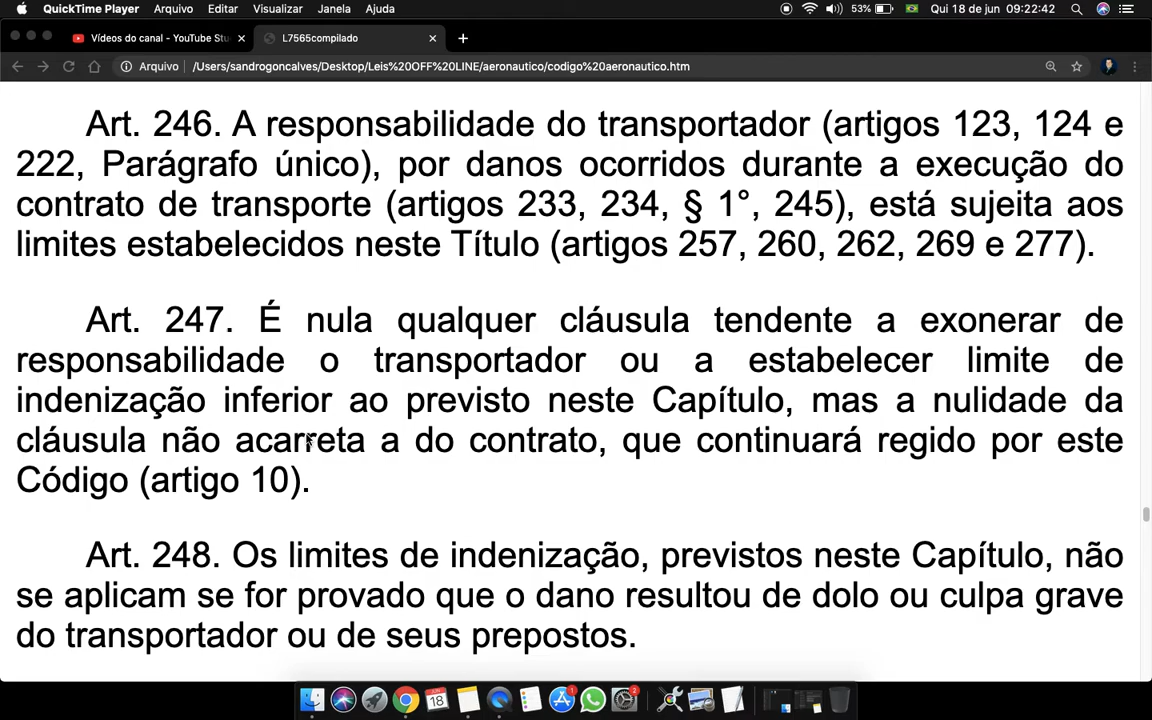 QuickTime Player Arquivo Editar Visualizar Janela Ajuda 53% Qui 18 de jun 09:22:42
Vídeos do canal - YouTube Stu L7565compilado
Arquivo /Users/sandrogoncalves/Desktop/Leis%20OFF%20LINE/aeronautico/codigo%20aeronautico.htm
Art. 246. A responsabilidade do transportador (artigos 123, 124 e
222, Parágrafo único), por danos ocorridos durante a execução do
contrato de transporte (artigos 233, 234, § 1°, 245), está sujeita aos
limites estabelecidos neste Título (artigos 257, 260, 262, 269 e 277).
Art. 247. É nula qualquer cláusula tendente a exonerar de
responsabilidade o transportador ou a estabelecer limite de
indenização inferior ao previsto neste Capítulo, mas a nulidade da
cláusula não acarreta a do contrato, que continuará regido por este
Código (artigo 10).
Art. 248. Os limites de indenização, previstos neste Capítulo, não
se aplicam se for provado que o dano resultou de dolo ou culpa grave
do transportador ou de seus prepostos.
18 1 2